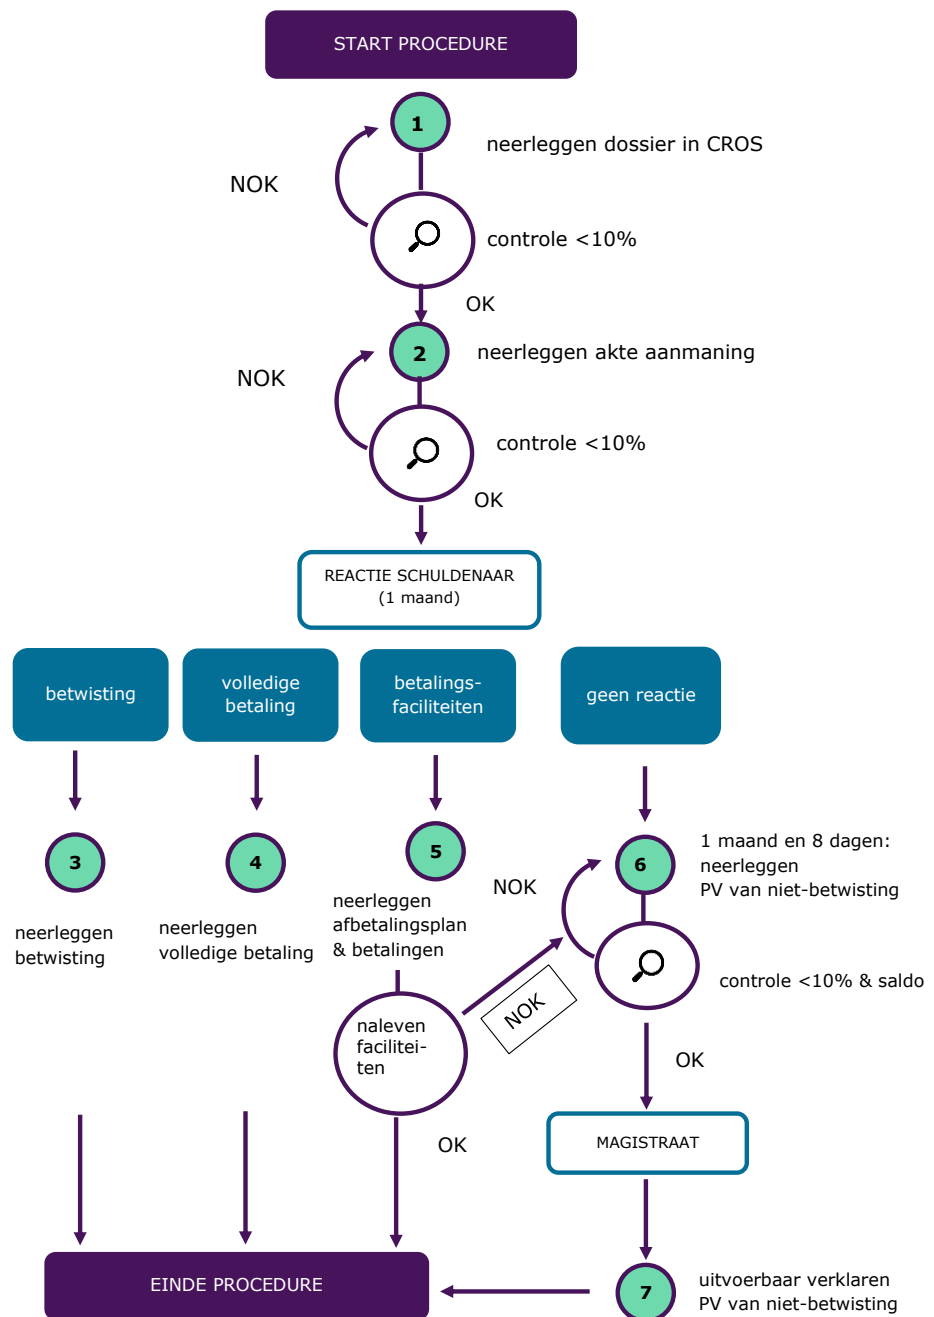 START PROCEDURE
1
neerleggen dossier in CROS
NOK
controle <10%
OK
2
neerleggen akte aanmaning
NOK
controle <10%
OK
REACTIE SCHULDENAAR
(1 maand)
betwisting
volledige
betaling
betalings-
faciliteiten
geen reactie
3
neerleggen
betwisting
4
neerleggen
volledige betaling
5
neerleggen
afbetalingsplan
& betalingen
naleven
facilitei-
ten
NOK
OK
6
1 maand en 8 dagen:
neerleggen
PV van niet-betwisting
NOK
controle <10% & saldo
OK
MAGISTRAAT
7
uitvoerbaar verklaren
PV van niet-betwisting
EINDE PROCEDURE